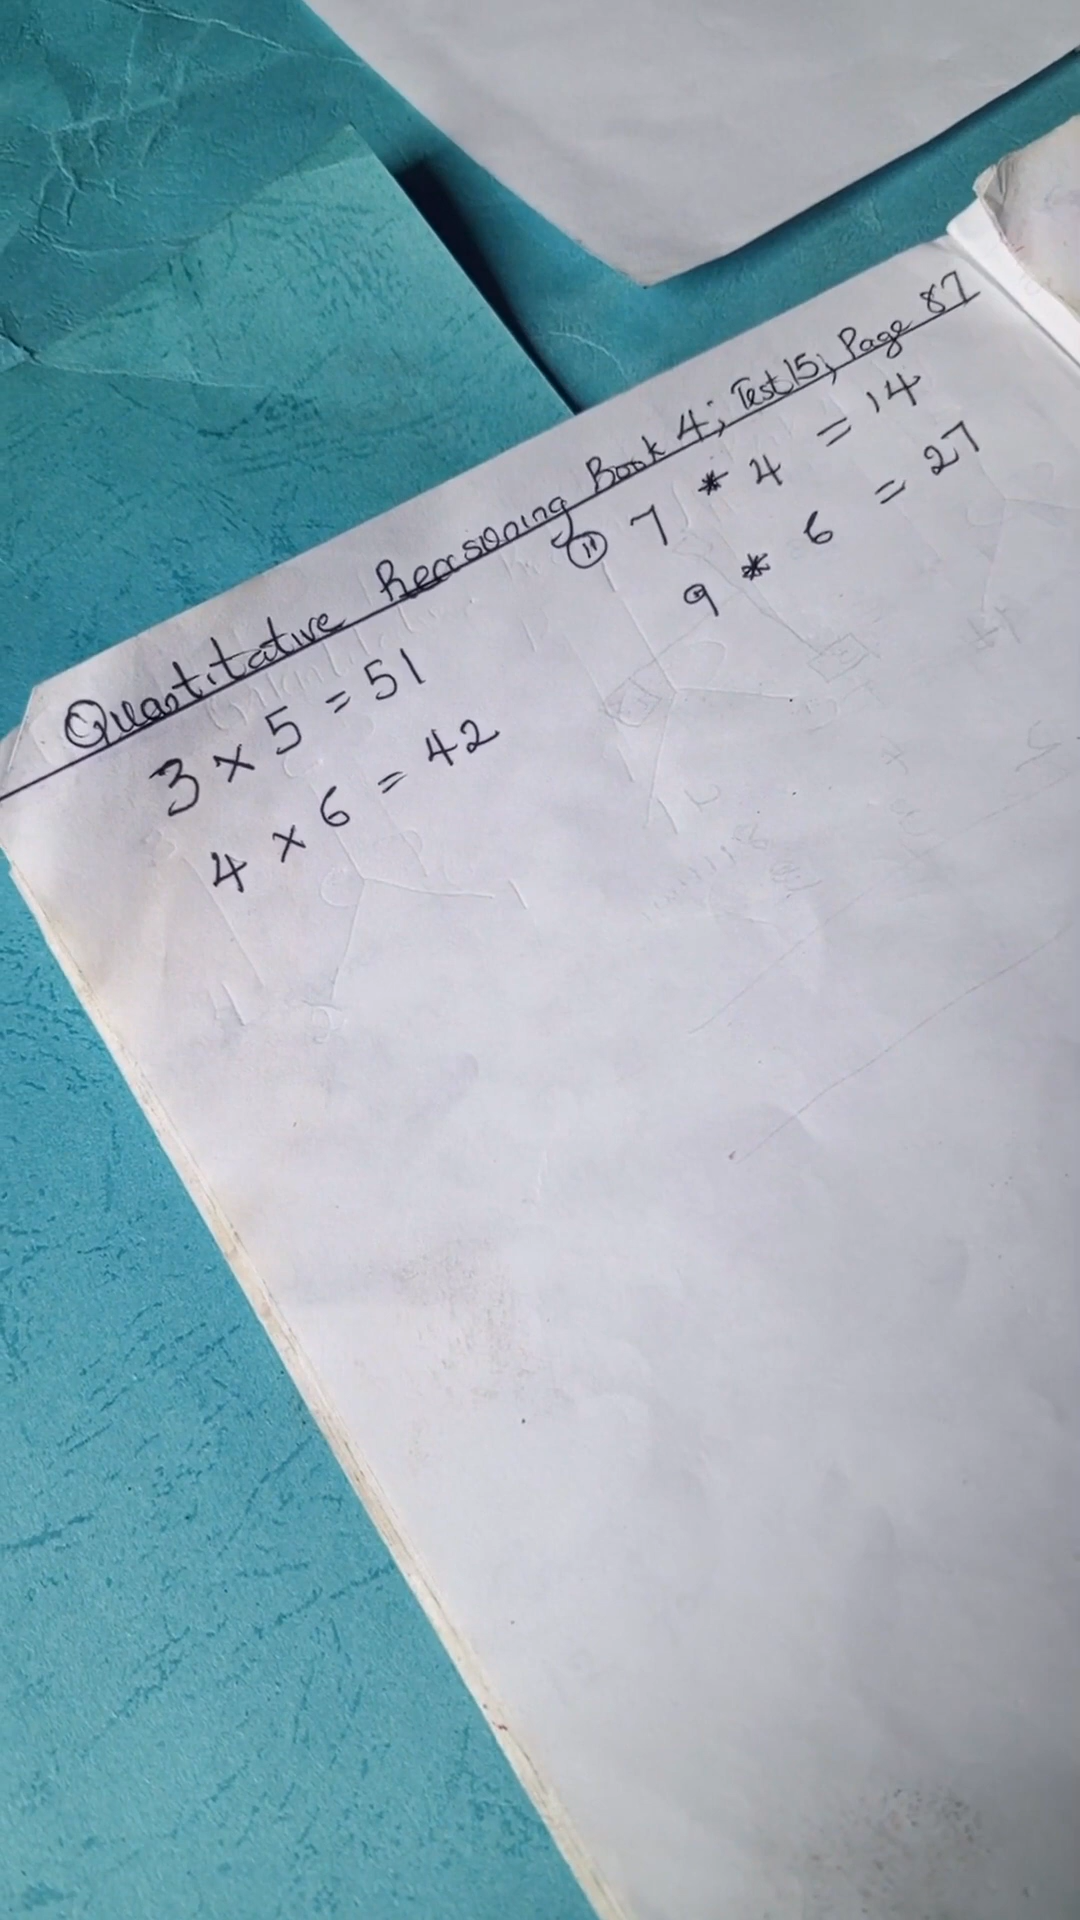 Quantitative Reasoning Book 4; Test 15; Page 87
3 × 5 = 51
4 × 6 = 42
(11) 7 * 4 = 14
9 * 6 = 27